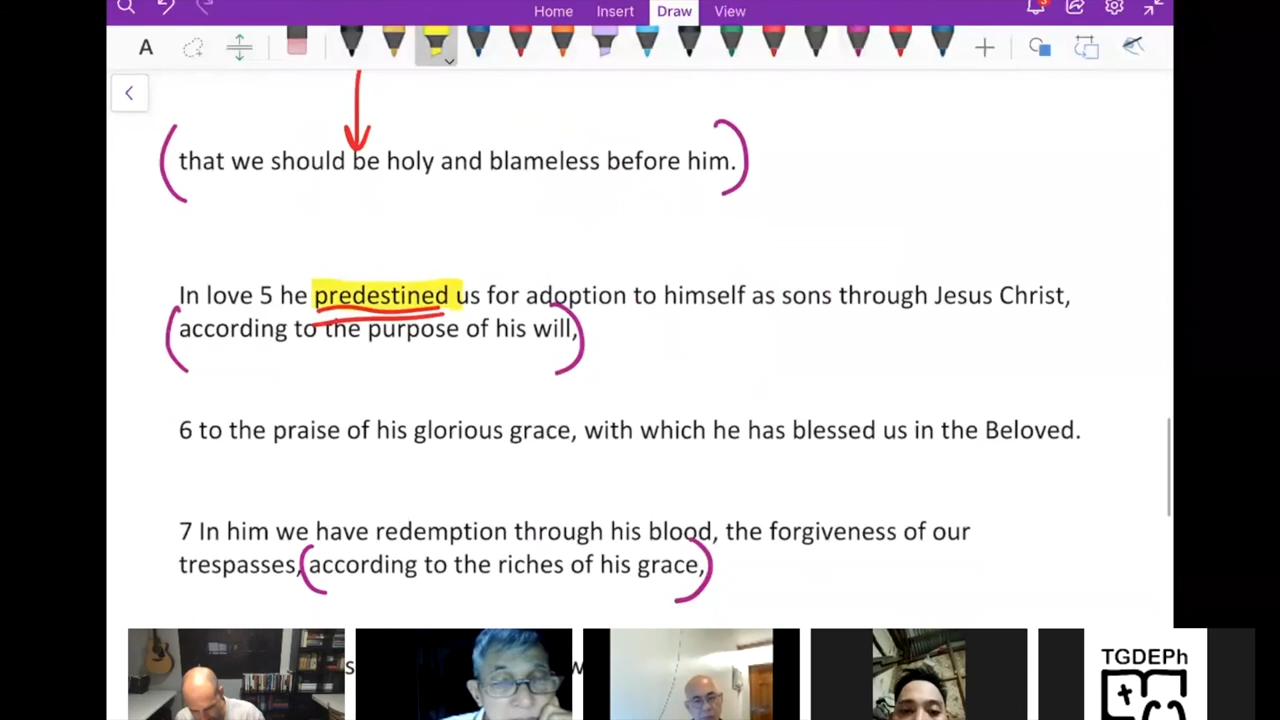 Home Insert Draw View
A
that we should be holy and blameless before him.
In love 5 he predestined us for adoption to himself as sons through Jesus Christ,
according to the purpose of his will,
6 to the praise of his glorious grace, with which he has blessed us in the Beloved.
7 In him we have redemption through his blood, the forgiveness of our
trespasses, according to the riches of his grace,
TGDEPh